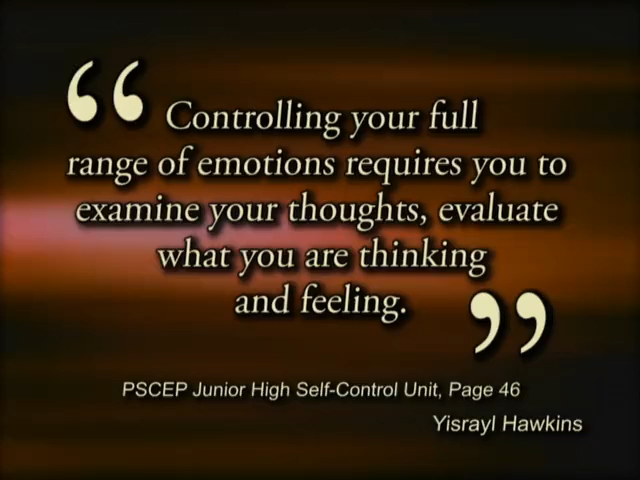 “ Controlling your full
range of emotions requires you to
examine your thoughts, evaluate
what you are thinking
and feeling. ”
PSCEP Junior High Self-Control Unit, Page 46
Yisrayl Hawkins